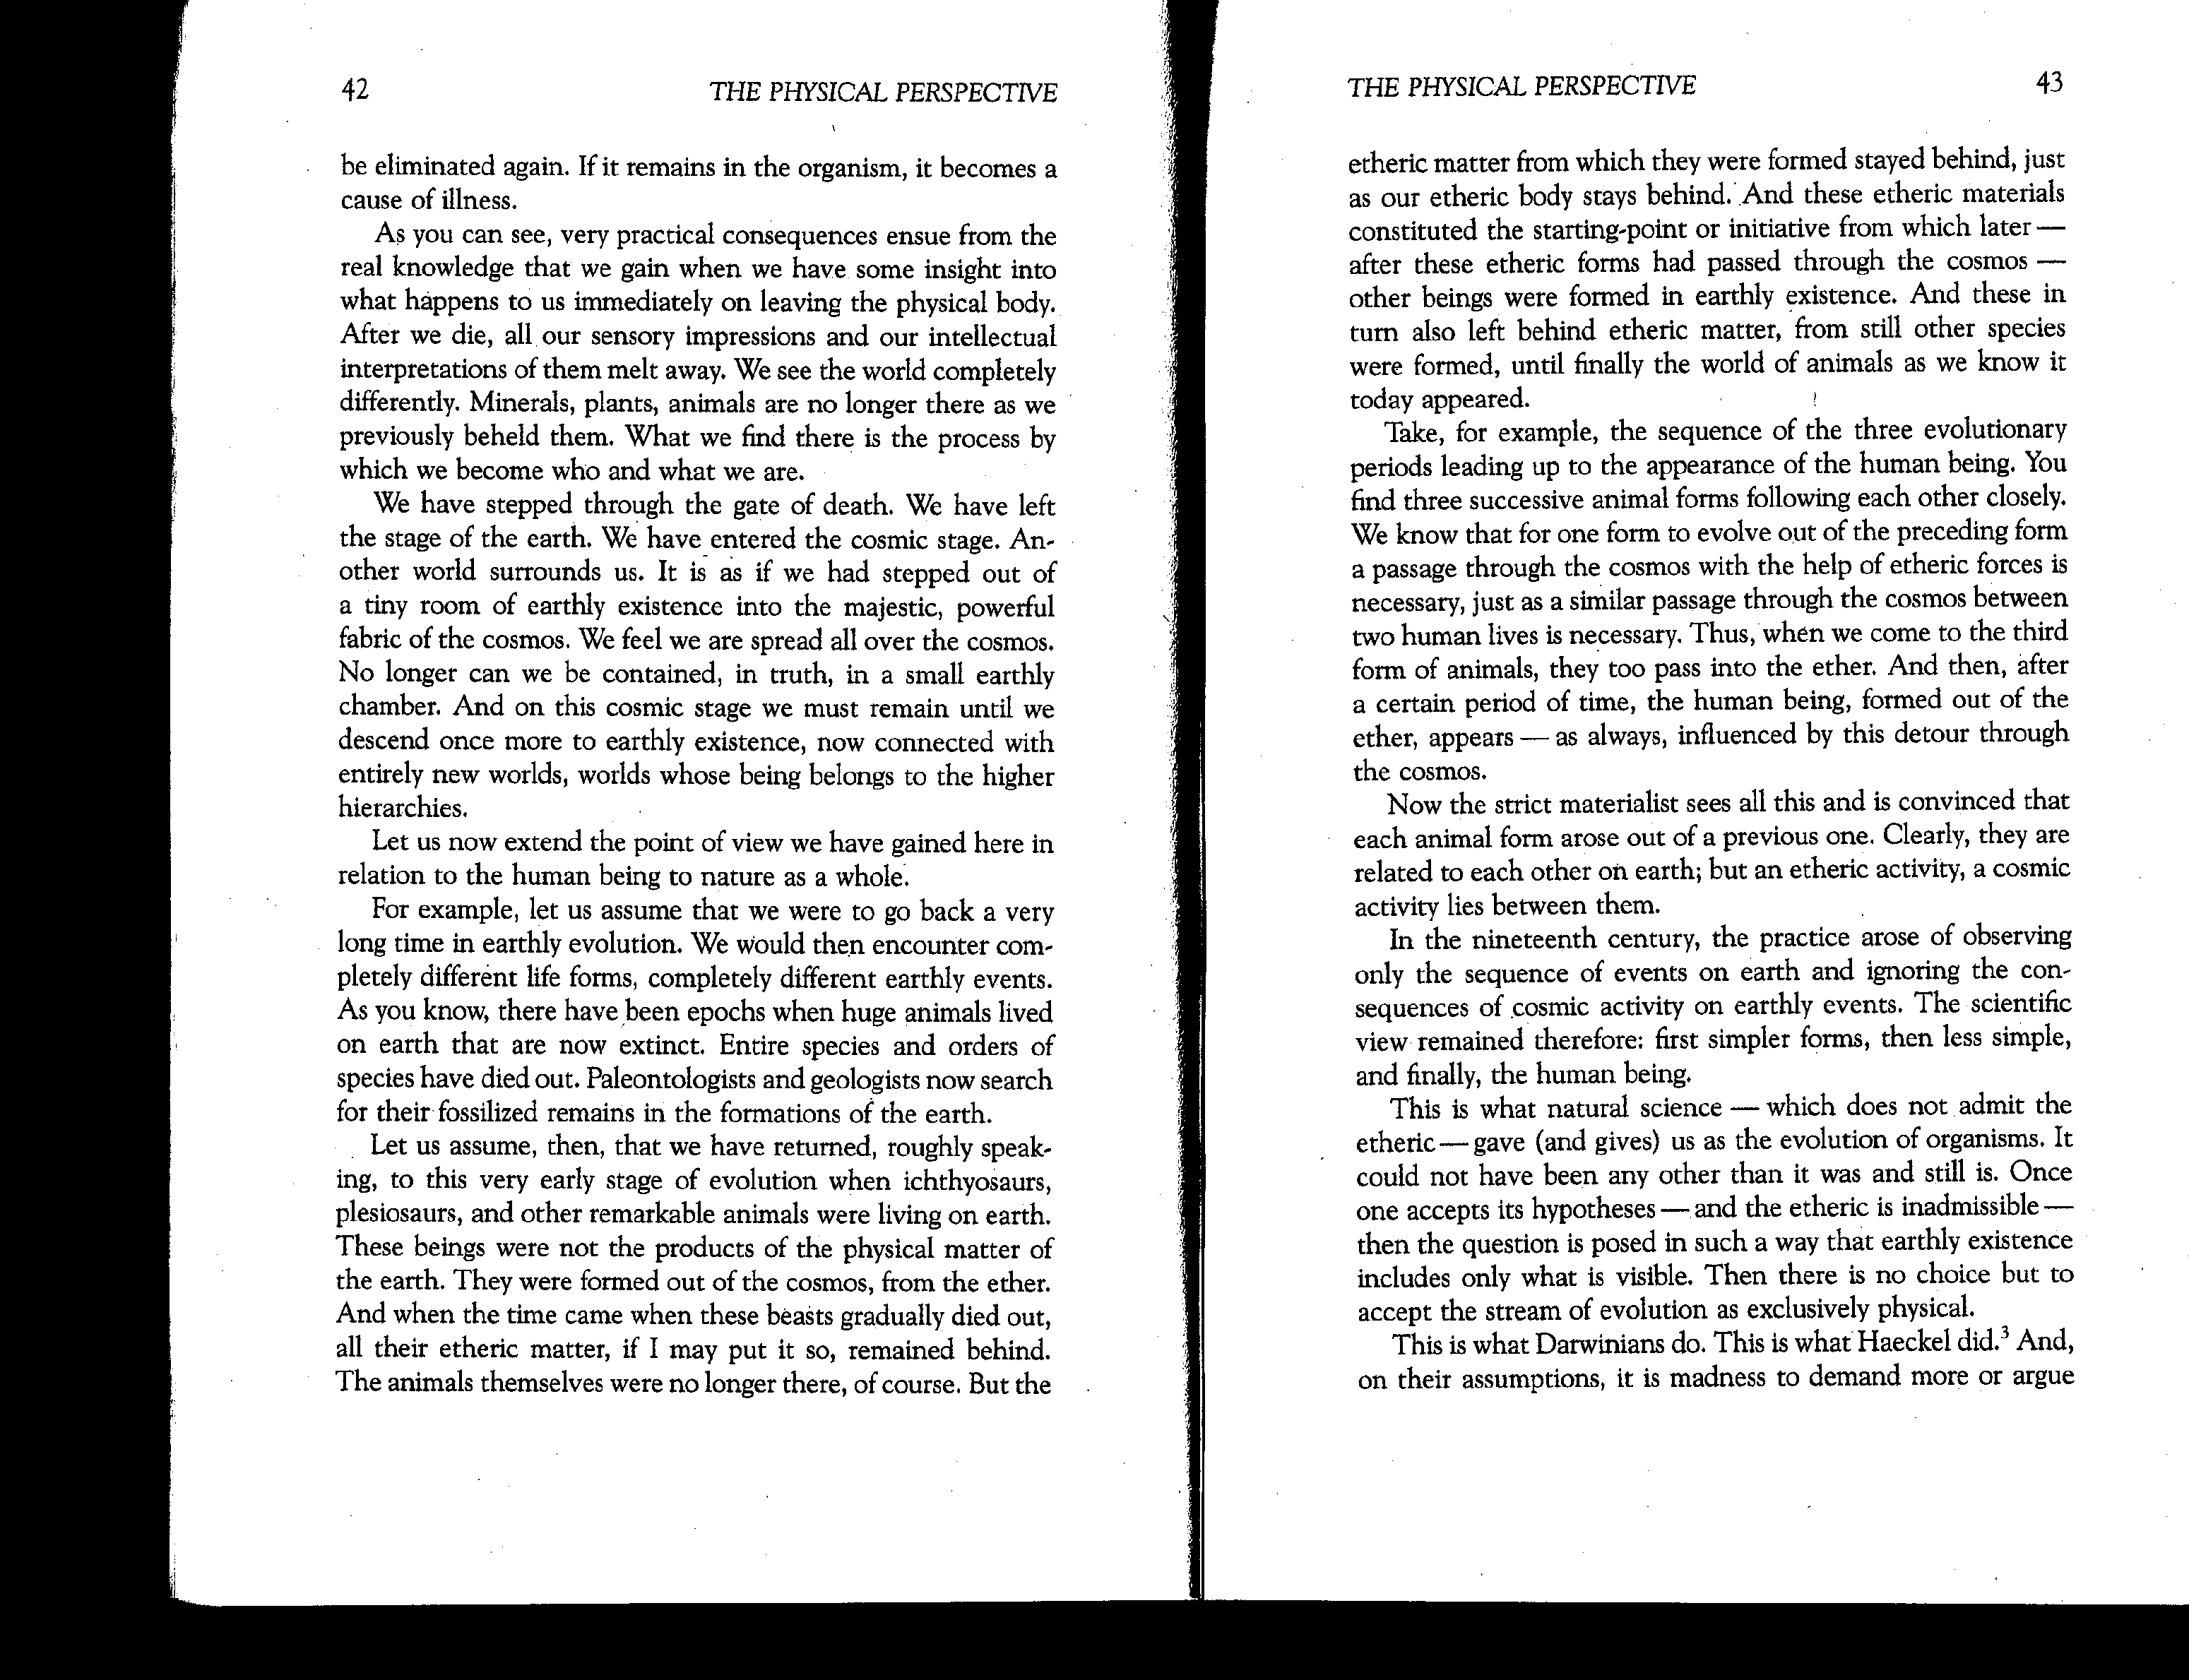 42 THE PHYSICAL PERSPECTIVE
be eliminated again. If it remains in the organism, it becomes a
cause of illness.
As you can see, very practical consequences ensue from the
real knowledge that we gain when we have some insight into
what happens to us immediately on leaving the physical body.
After we die, all our sensory impressions and our intellectual
interpretations of them melt away. We see the world completely
differently. Minerals, plants, animals are no longer there as we
previously beheld them. What we find there is the process by
which we become who and what we are.
We have stepped through the gate of death. We have left
the stage of the earth. We have entered the cosmic stage. An-
other world surrounds us. It is as if we had stepped out of
a tiny room of earthly existence into the majestic, powerful
fabric of the cosmos. We feel we are spread all over the cosmos.
No longer can we be contained, in truth, in a small earthly
chamber. And on this cosmic stage we must remain until we
descend once more to earthly existence, now connected with
entirely new worlds, worlds whose being belongs to the higher
hierarchies.
Let us now extend the point of view we have gained here in
relation to the human being to nature as a whole.
For example, let us assume that we were to go back a very
long time in earthly evolution. We would then encounter com-
pletely different life forms, completely different earthly events.
As you know, there have been epochs when huge animals lived
on earth that are now extinct. Entire species and orders of
species have died out. Paleontologists and geologists now search
for their fossilized remains in the formations of the earth.
Let us assume, then, that we have returned, roughly speak-
ing, to this very early stage of evolution when ichthyosaurs,
plesiosaurs, and other remarkable animals were living on earth.
These beings were not the products of the physical matter of
the earth. They were formed out of the cosmos, from the ether.
And when the time came when these beasts gradually died out,
all their etheric matter, if I may put it so, remained behind.
The animals themselves were no longer there, of course. But the
THE PHYSICAL PERSPECTIVE 43
etheric matter from which they were formed stayed behind, just
as our etheric body stays behind. And these etheric materials
constituted the starting-point or initiative from which later —
after these etheric forms had passed through the cosmos —
other beings were formed in earthly existence. And these in
turn also left behind etheric matter, from still other species
were formed, until finally the world of animals as we know it
today appeared.
Take, for example, the sequence of the three evolutionary
periods leading up to the appearance of the human being. You
find three successive animal forms following each other closely.
We know that for one form to evolve out of the preceding form
a passage through the cosmos with the help of etheric forces is
necessary, just as a similar passage through the cosmos between
two human lives is necessary. Thus, when we come to the third
form of animals, they too pass into the ether. And then, after
a certain period of time, the human being, formed out of the
ether, appears — as always, influenced by this detour through
the cosmos.
Now the strict materialist sees all this and is convinced that
each animal form arose out of a previous one. Clearly, they are
related to each other on earth; but an etheric activity, a cosmic
activity lies between them.
In the nineteenth century, the practice arose of observing
only the sequence of events on earth and ignoring the con-
sequences of cosmic activity on earthly events. The scientific
view remained therefore: first simpler forms, then less simple,
and finally, the human being.
This is what natural science — which does not admit the
etheric — gave (and gives) us as the evolution of organisms. It
could not have been any other than it was and still is. Once
one accepts its hypotheses — and the etheric is inadmissible —
then the question is posed in such a way that earthly existence
includes only what is visible. Then there is no choice but to
accept the stream of evolution as exclusively physical.
This is what Darwinians do. This is what Haeckel did.³ And,
on their assumptions, it is madness to demand more or argue